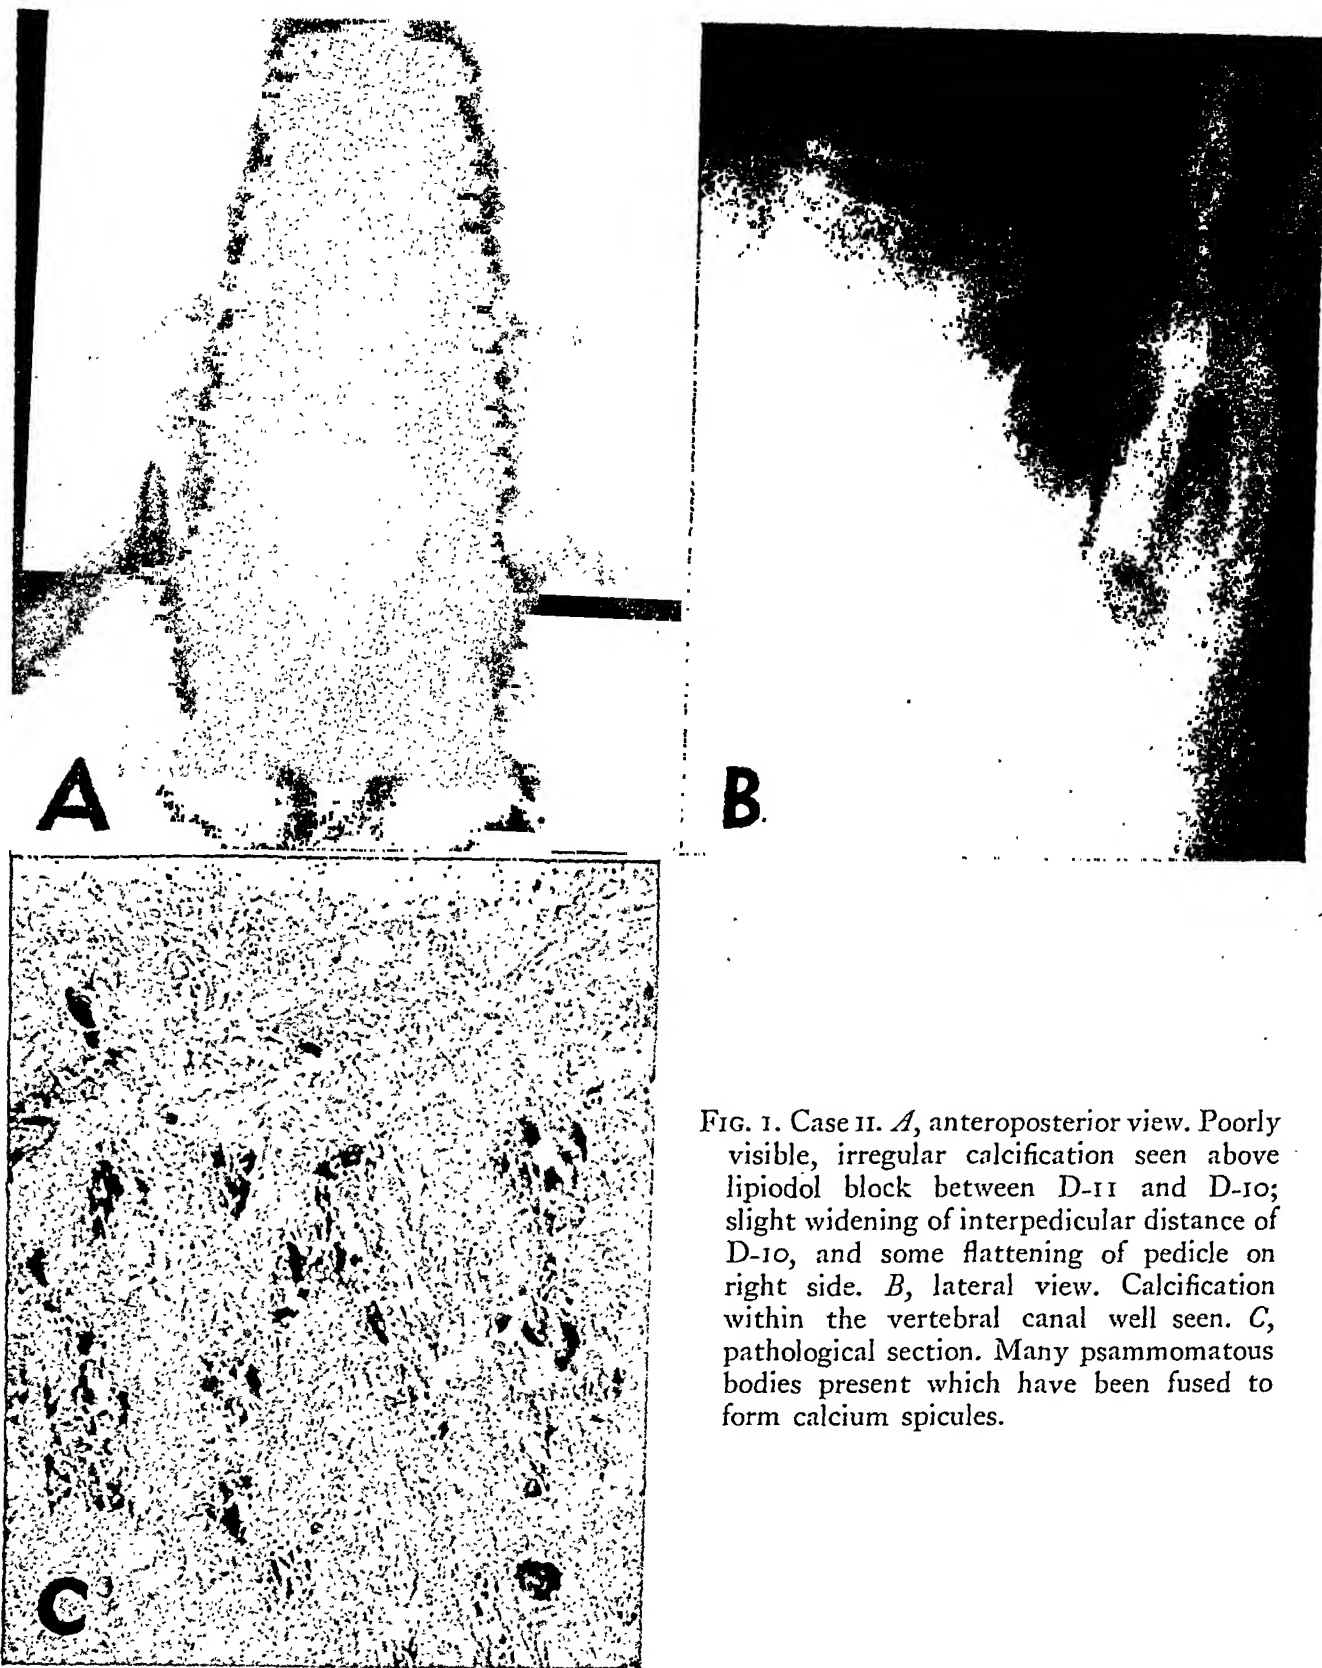 A
B
C
FIG. 1. Case II. A, anteroposterior view. Poorly
visible, irregular calcification seen above
lipiodol block between D-11 and D-10;
slight widening of interpedicular distance of
D-10, and some flattening of pedicle on
right side. B, lateral view. Calcification
within the vertebral canal well seen. C,
pathological section. Many psammomatous
bodies present which have been fused to
form calcium spicules.